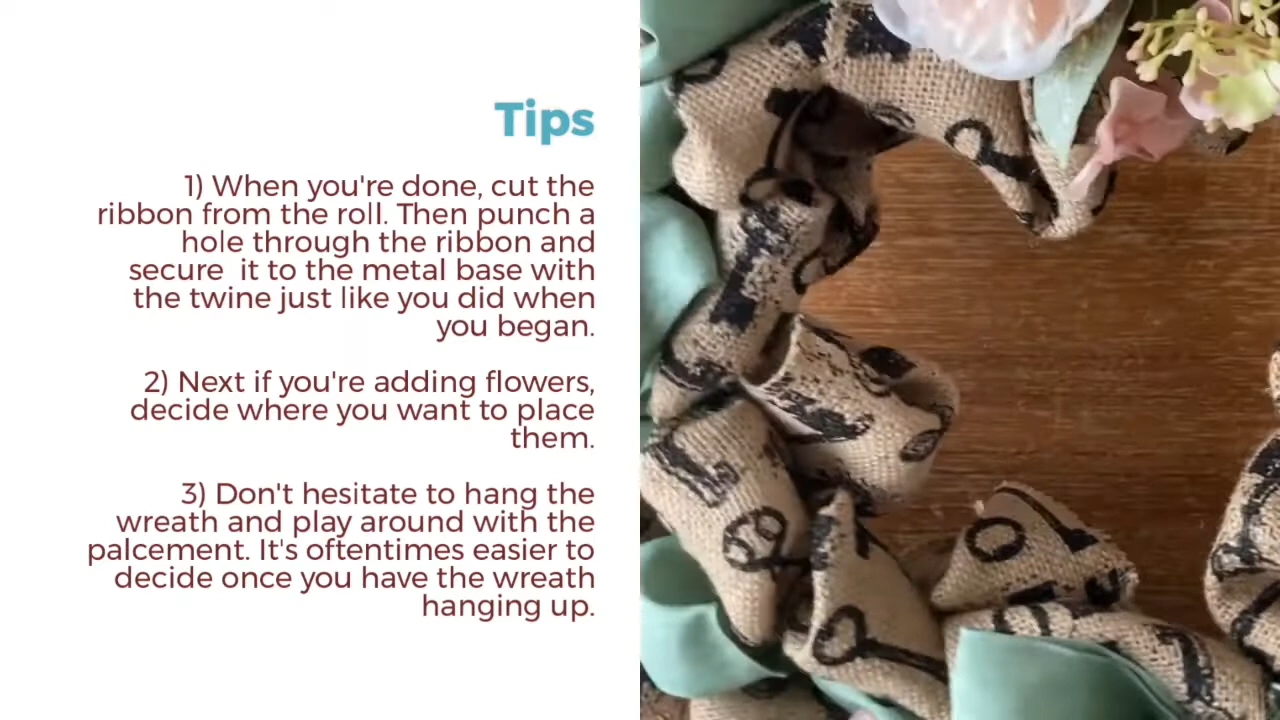 Tips
1) When you're done, cut the
ribbon from the roll. Then punch a
hole through the ribbon and
secure  it to the metal base with
the twine just like you did when
you began.
2) Next if you're adding flowers,
decide where you want to place
them.
3) Don't hesitate to hang the
wreath and play around with the
palcement. It's oftentimes easier to
decide once you have the wreath
hanging up.